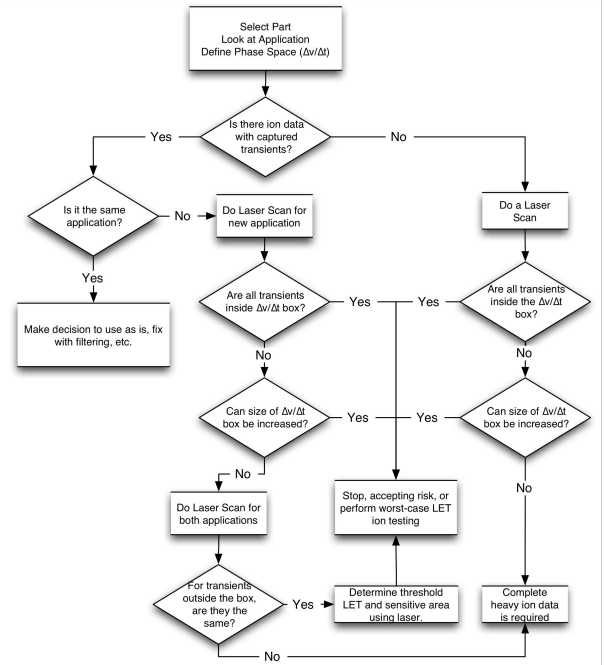 Select Part
Look at Application
Define Phase Space (Δv/Δt)
Is there ion data
with captured
transients?
Yes
No
Is it the same
application?
No
Do Laser Scan for
new application
Do a Laser
Scan
Yes
Make decision to use as is, fix
with filtering, etc.
Are all transients
inside Δv/Δt box?
Yes
Yes
Are all transients
inside the Δv/Δt
box?
No
No
Can size of Δv/Δt
box be increased?
Yes
Yes
Can size of Δv/Δt
box be increased?
No
No
Do Laser Scan for
both applications
Stop, accepting risk, or
perform worst-case LET
ion testing
For transients
outside the box,
are they the
same?
Yes
Determine threshold
LET and sensitive area
using laser.
Complete
heavy ion data
is required
No